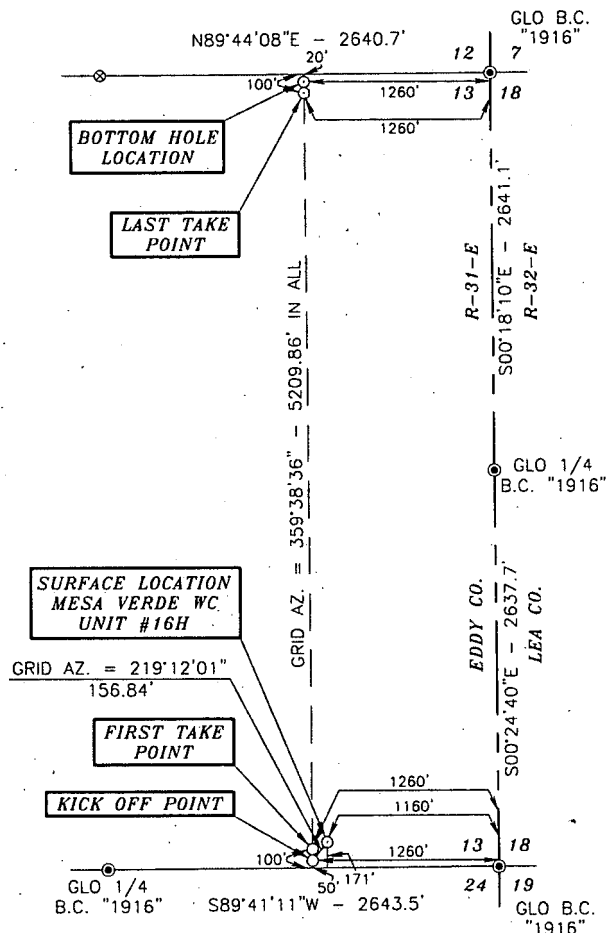 GLO B.C.
"1916"
N89°44'08"E - 2640.7'
20'
12
7
100'
1260'
13
18
1260'
BOTTOM HOLE
LOCATION
LAST TAKE
POINT
S00°18'10"E - 2641.1'
R-31-E
R-32-E
GRID AZ. = 359°38'36" - 5209.86' IN ALL
GLO 1/4
B.C. "1916"
SURFACE LOCATION
MESA VERDE WC
UNIT #16H
EDDY CO.
LEA CO.
S00°24'40"E - 2637.7'
GRID AZ. = 219°12'01"
156.84'
FIRST TAKE
POINT
KICK OFF POINT
1260'
1160'
100'
1260'
13
18
50'
171'
24
19
GLO 1/4
B.C. "1916"
S89°41'11"W - 2643.5'
GLO B.C.
"1916"